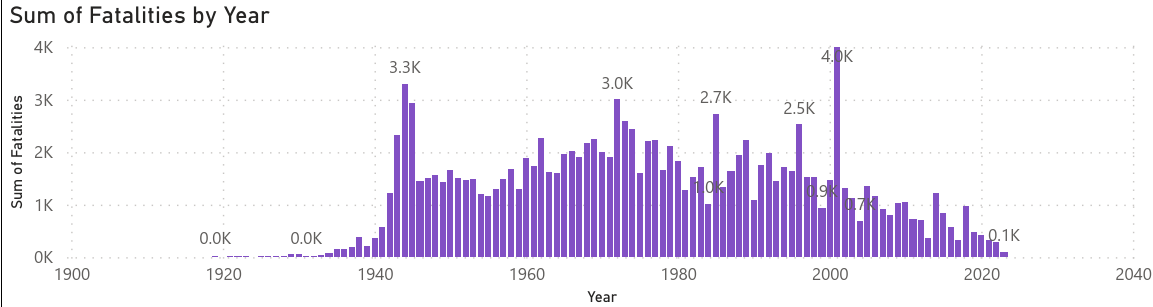 Sum of Fatalities by Year
4K
3K
2K
1K
0K
Sum of Fatalities
0.0K
0.0K
3.3K
3.0K
2.7K
1.0K
2.5K
0.9K
4.0K
0.7K
0.1K
1900
1920
1940
1960
1980
2000
2020
2040
Year